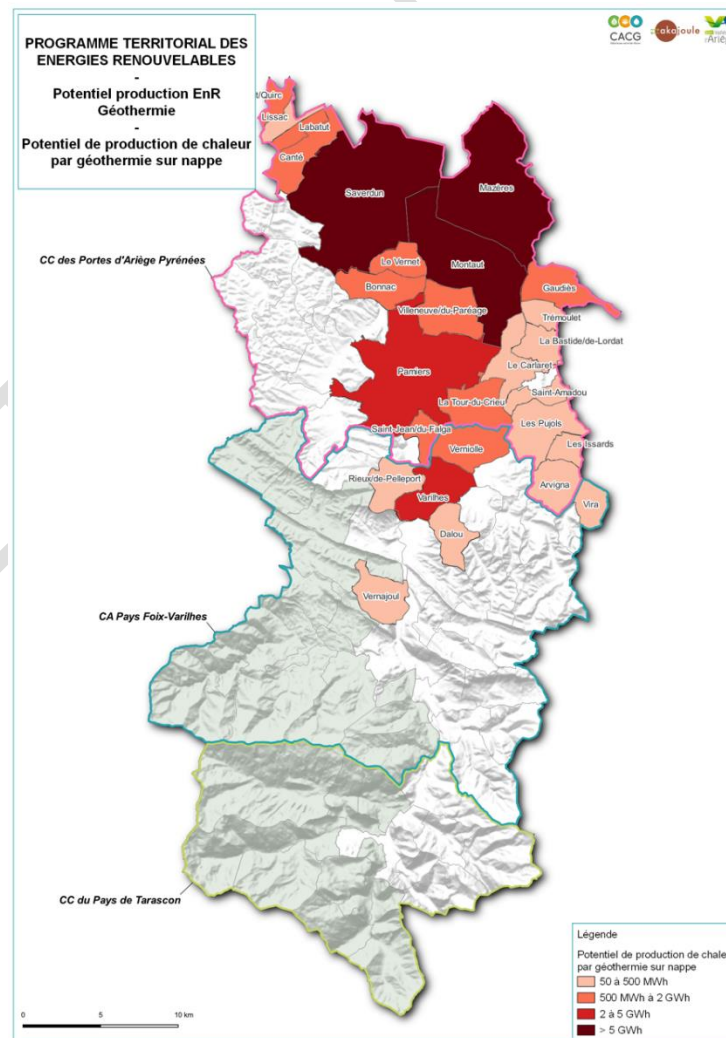 PROGRAMME TERRITORIAL DES
ENERGIES RENOUVELABLES
-
Potentiel production EnR
Géothermie
-
Potentiel de production de chaleur
par géothermie sur nappe
CACG
akajoule
d'Ariè
t/Quirc
Lissac
Labatut
Canté
Saverdun
Mazères
CC des Portes d'Ariège Pyrénées
Le Vernet
Montaut
Bonnac
Gaudiès
Villeneuve/du-Paréage
Trémoulet
La Bastide/de-Lordat
Le Carlaret
Pamiers
Saint-Amadou
La Tour-du-Crieu
Les Pujols
Saint-Jean/du-Falga
Verniolle
Les Issards
Rieux/de-Pelleport
Arvigna
Varilhes
Vira
Dalou
Vernajoul
CA Pays Foix-Varilhes
CC du Pays de Tarascon
Légende
Potentiel de production de chale
par géothermie sur nappe
50 à 500 MWh
500 MWh à 2 GWh
2 à 5 GWh
> 5 GWh
0 5 10 km